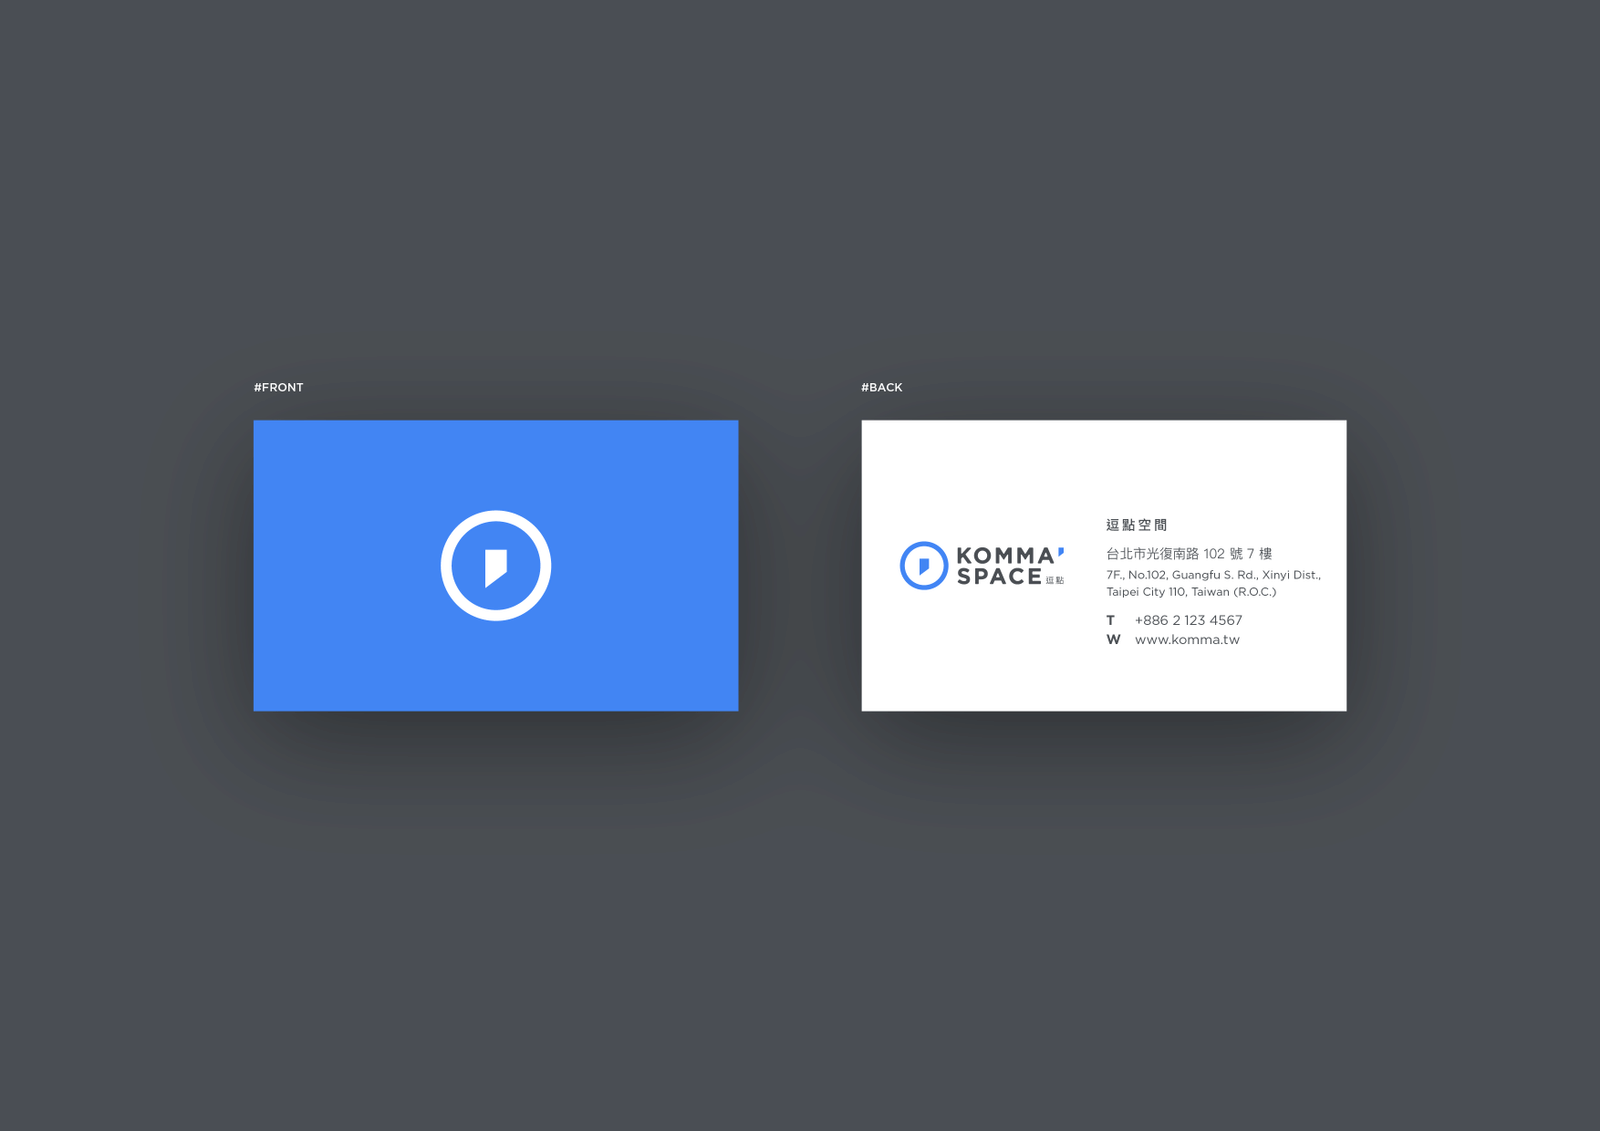 #FRONT
#BACK
KOMMA'
SPACE 逗點
逗點空間
台北市光復南路 102 號 7 樓
7F., No.102, Guangfu S. Rd., Xinyi Dist.,
Taipei City 110, Taiwan (R.O.C.)
T +886 2 123 4567
W www.komma.tw